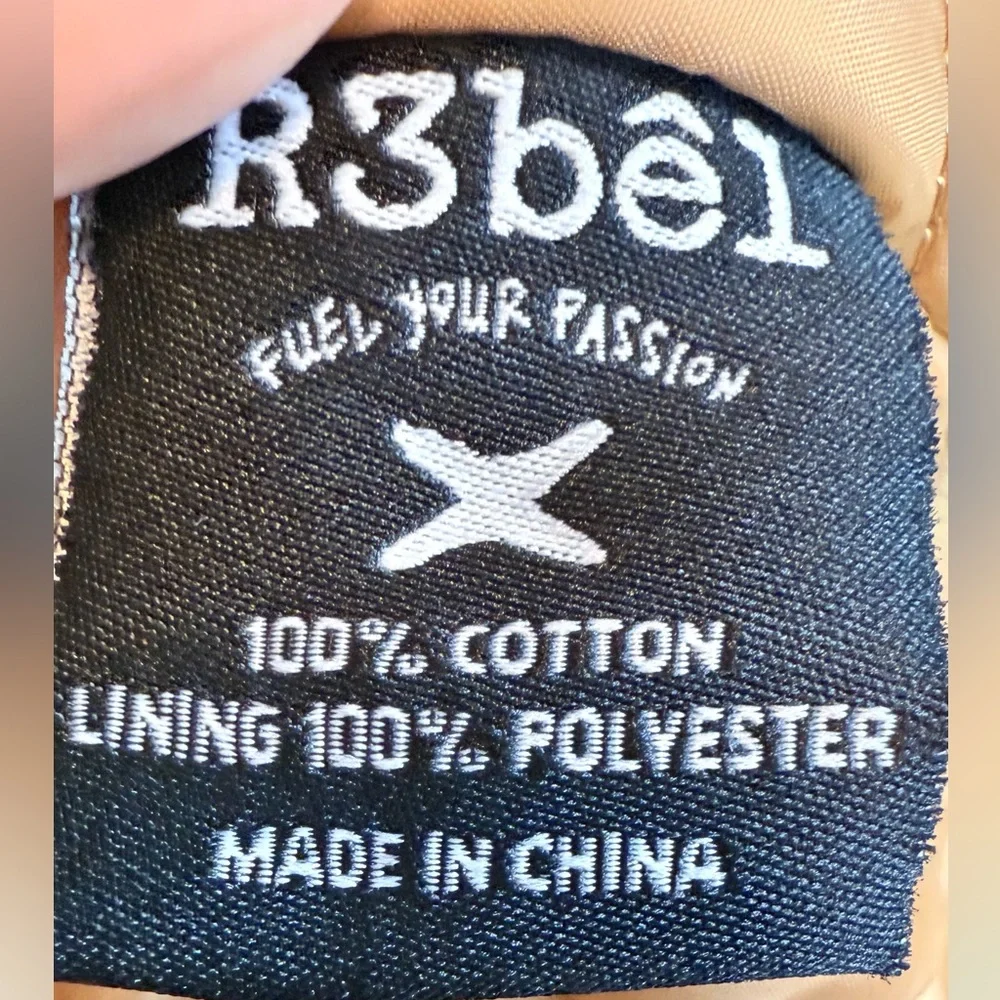 R3bêl
FUEL YOUR PASSION
100% COTTON
LINING 100% POLYESTER
MADE IN CHINA